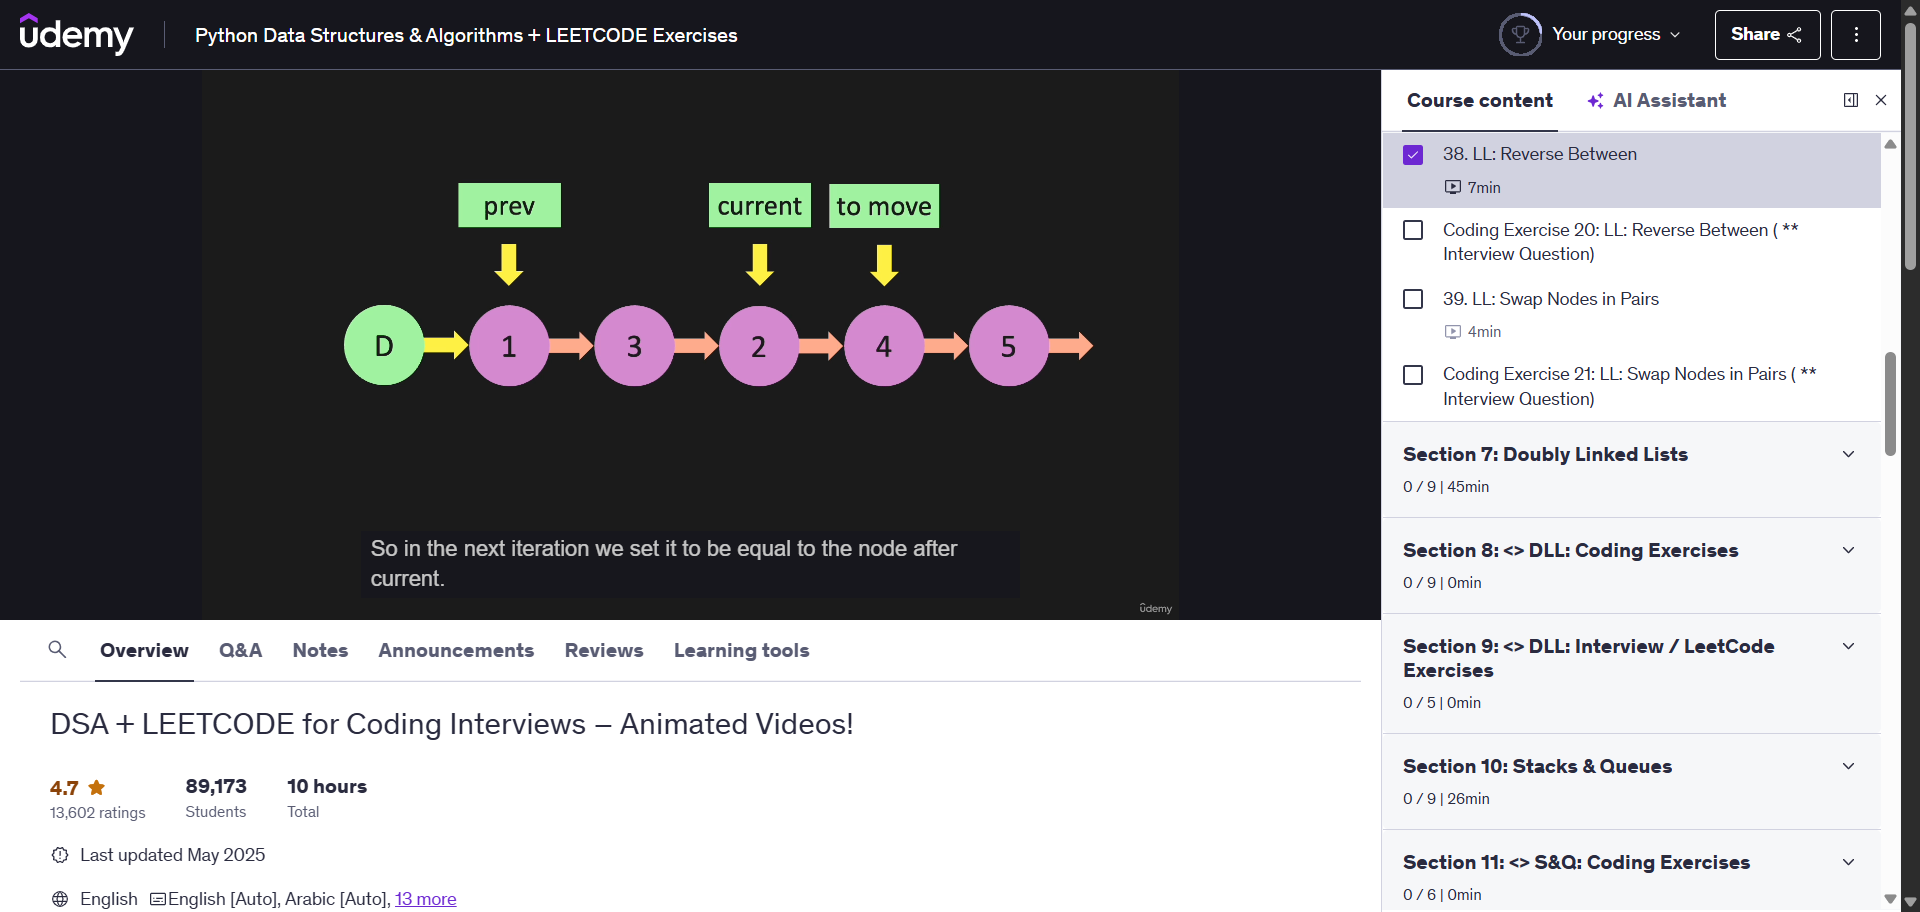 udemy
Python Data Structures & Algorithms + LEETCODE Exercises
Your progress
Share
prev
current
to move
D
1
3
2
4
5
So in the next iteration we set it to be equal to the node after
current.
udemy
Overview
Q&A
Notes
Announcements
Reviews
Learning tools
DSA + LEETCODE for Coding Interviews – Animated Videos!
4.7
13,602 ratings
89,173
Students
10 hours
Total
Last updated May 2025
English
English [Auto], Arabic [Auto], 13 more
Course content
AI Assistant
38. LL: Reverse Between
7min
Coding Exercise 20: LL: Reverse Between ( **
Interview Question)
39. LL: Swap Nodes in Pairs
4min
Coding Exercise 21: LL: Swap Nodes in Pairs ( **
Interview Question)
Section 7: Doubly Linked Lists
0 / 9 | 45min
Section 8: <> DLL: Coding Exercises
0 / 9 | 0min
Section 9: <> DLL: Interview / LeetCode
Exercises
0 / 5 | 0min
Section 10: Stacks & Queues
0 / 9 | 26min
Section 11: <> S&Q: Coding Exercises
0 / 6 | 0min